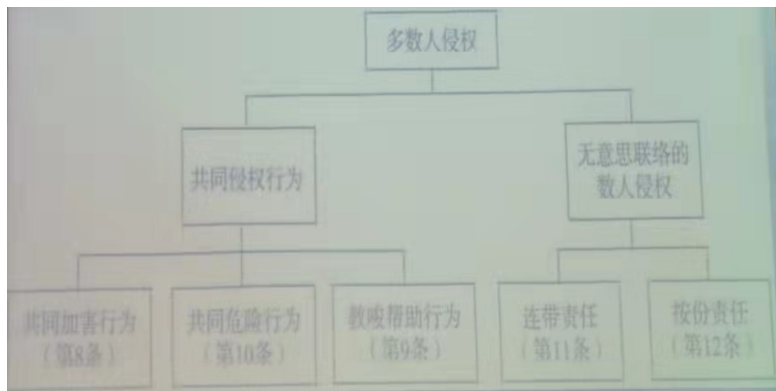 多数人侵权
共同侵权行为
无意思联络的
数人侵权
共同加害行为
（第8条）
共同危险行为
（第10条）
教唆帮助行为
（第9条）
连带责任
（第11条）
按份责任
（第12条）